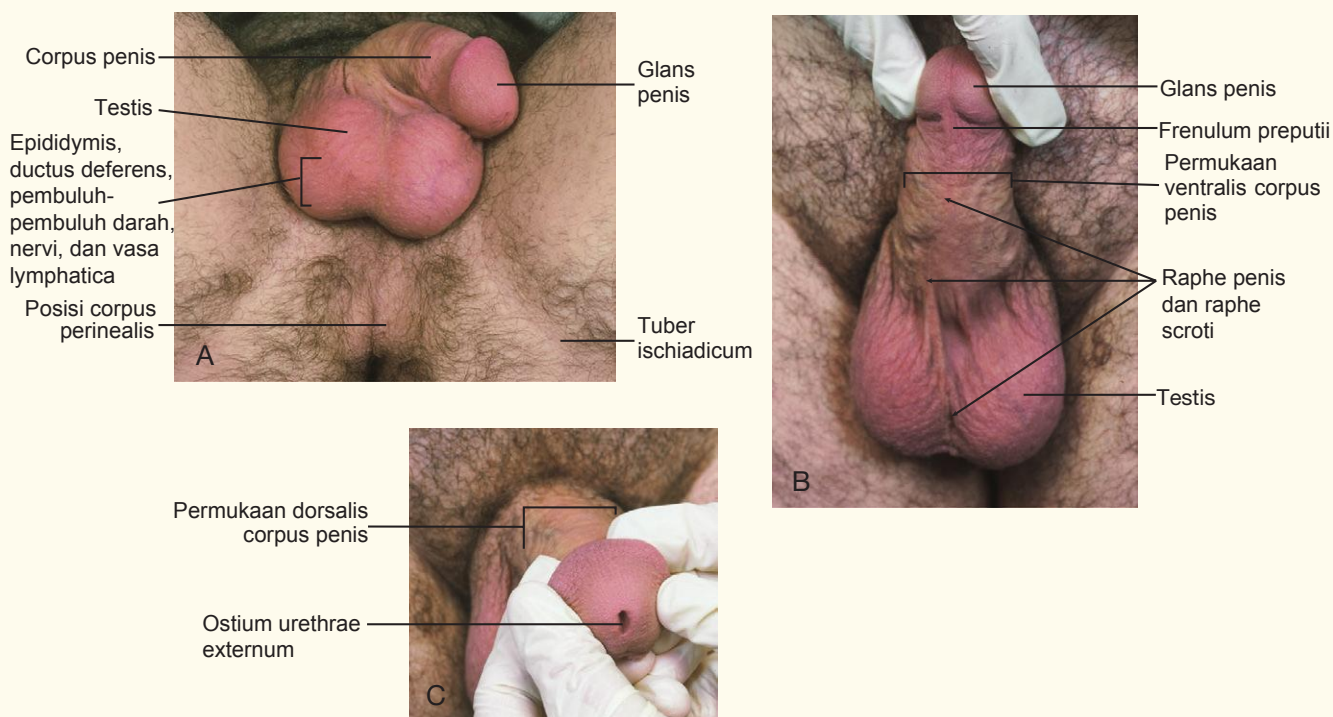 Corpus penis
Testis
Epididymis,
ductus deferens,
pembuluh-
pembuluh darah,
nervi, dan vasa
lymphatica
Posisi corpus
perinealis
A
Glans
penis
Tuber
ischiadicum
Glans penis
Frenulum preputii
Permukaan
ventralis corpus
penis
Raphe penis
dan raphe
scroti
Testis
B
Permukaan dorsalis
corpus penis
Ostium urethrae
externum
C